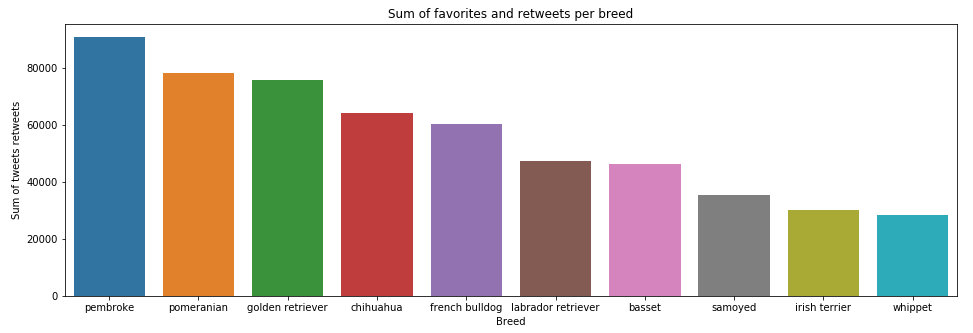 Sum of favorites and retweets per breed
Sum of tweets retweets
80000
60000
40000
20000
0
pembroke pomeranian golden retriever chihuahua french bulldog labrador retriever basset samoyed irish terrier whippet
Breed